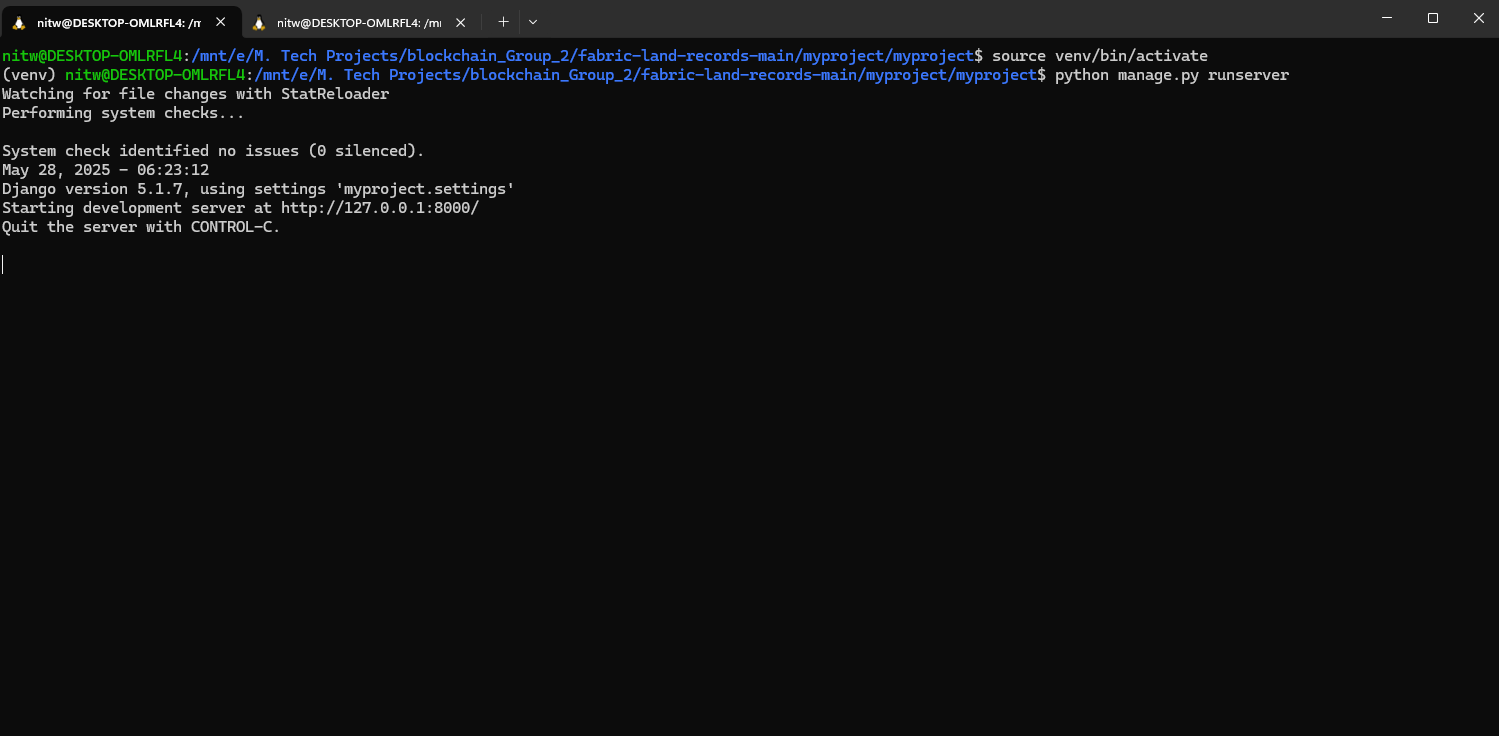 nitw@DESKTOP-OMLRFL4: /m
nitw@DESKTOP-OMLRFL4: /m
nitw@DESKTOP-OMLRFL4:/mnt/e/M. Tech Projects/blockchain_Group_2/fabric-land-records-main/myproject/myproject$ source venv/bin/activate
(venv) nitw@DESKTOP-OMLRFL4:/mnt/e/M. Tech Projects/blockchain_Group_2/fabric-land-records-main/myproject/myproject$ python manage.py runserver
Watching for file changes with StatReloader
Performing system checks...
System check identified no issues (0 silenced).
May 28, 2025 - 06:23:12
Django version 5.1.7, using settings 'myproject.settings'
Starting development server at http://127.0.0.1:8000/
Quit the server with CONTROL-C.